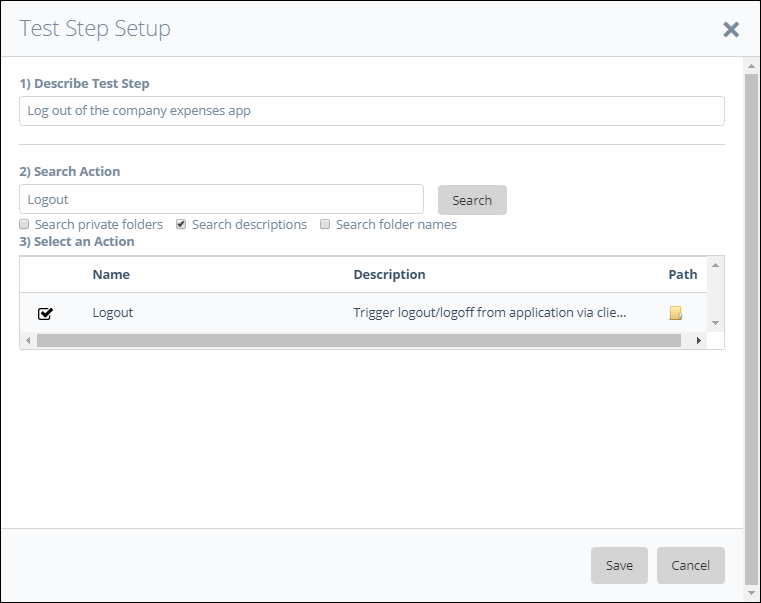 Test Step Setup
1) Describe Test Step
Log out of the company expenses app
2) Search Action
Logout Search
Search private folders Search descriptions Search folder names
3) Select an Action
Name Description Path
Logout Trigger logout/logoff from application via clie...
Save Cancel